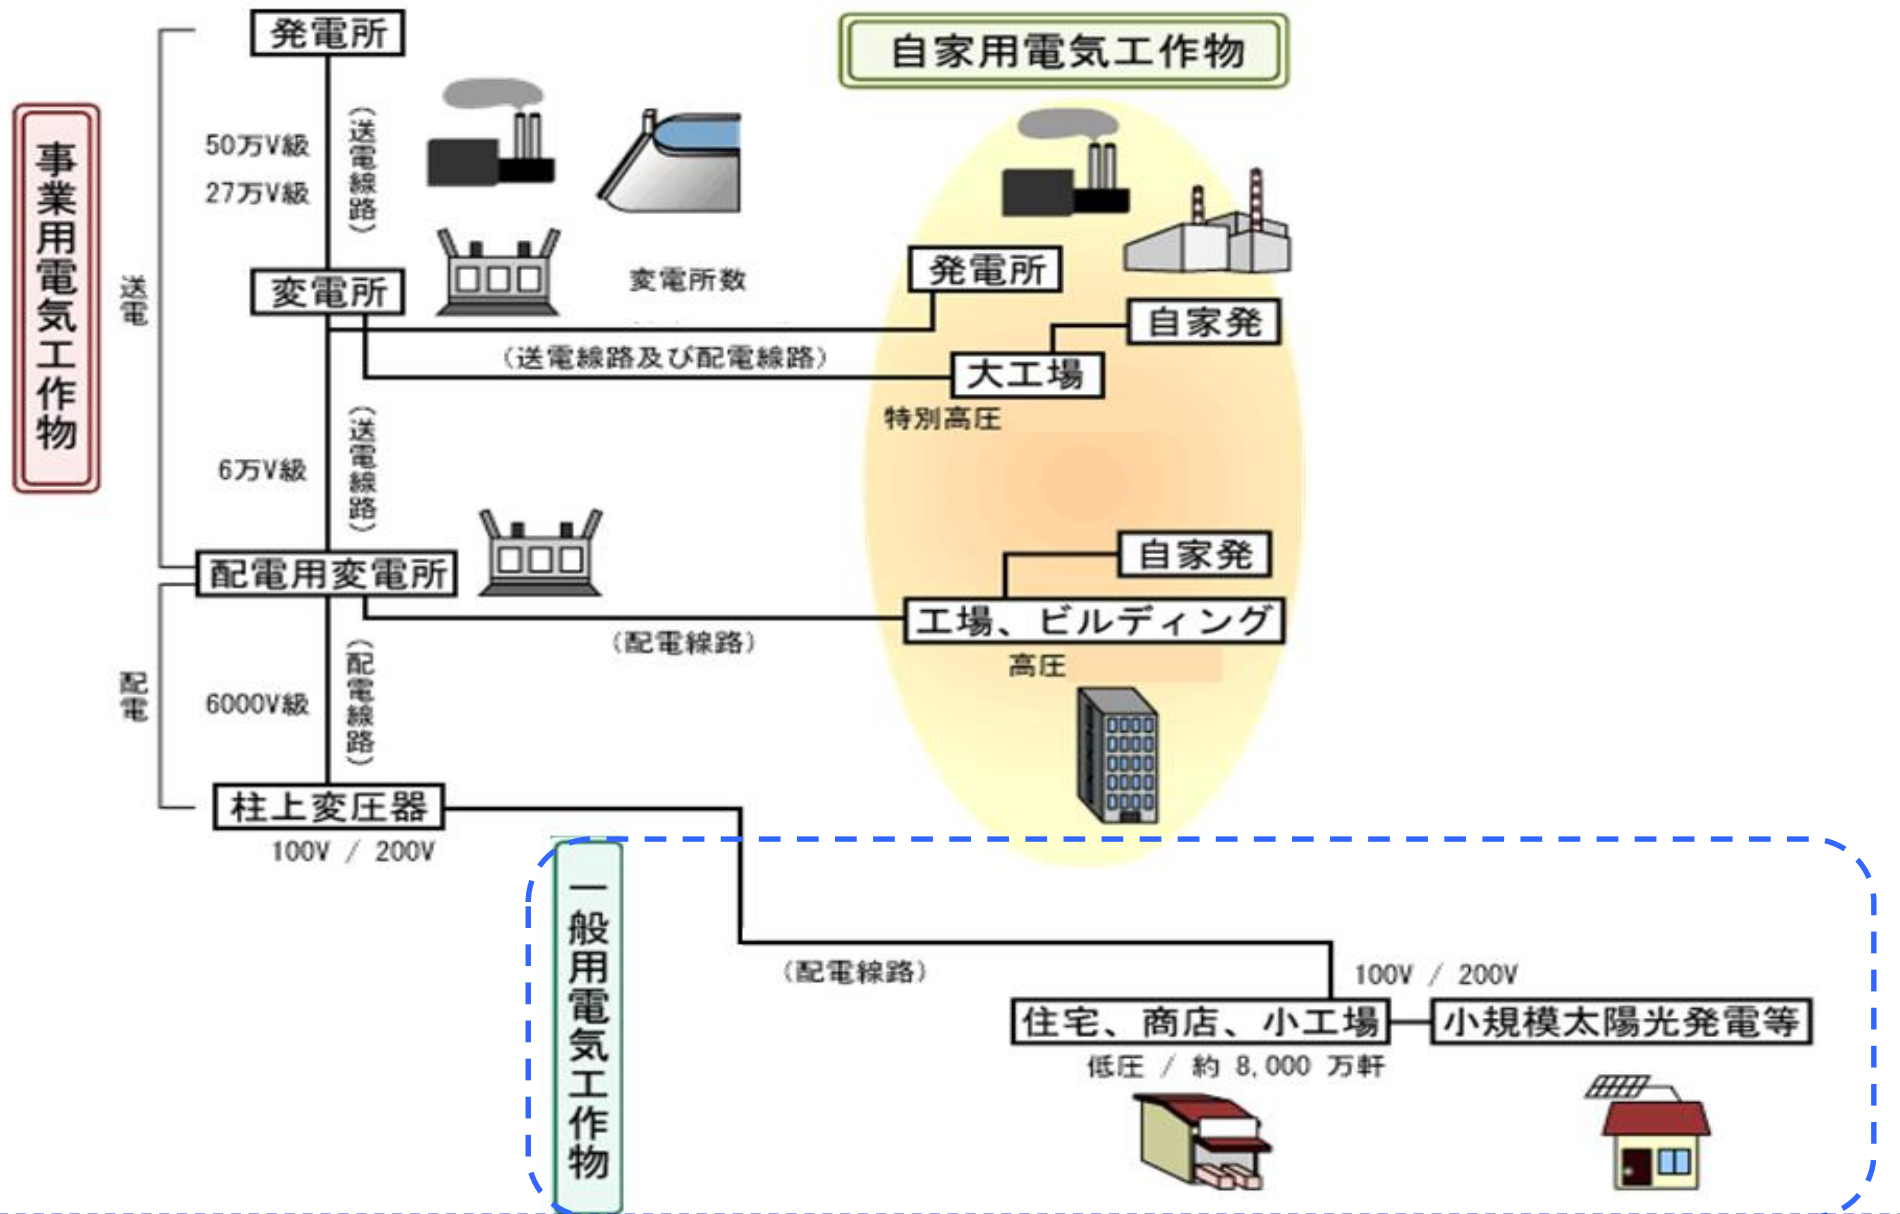 発電所
自家用電気工作物
事業用電気工作物
50万V級
27万V級
(送電線路)
送電
変電所
変電所数
発電所
自家発
(送電線路及び配電線路)
大工場
特別高圧
6万V級
(送電線路)
配電用変電所
自家発
工場、ビルディング
(配電線路)
高圧
配電
6000V級
(配電線路)
柱上変圧器
100V / 200V
一般用電気工作物
(配電線路)
100V / 200V
住宅、商店、小工場
小規模太陽光発電等
低圧 / 約 8,000 万軒